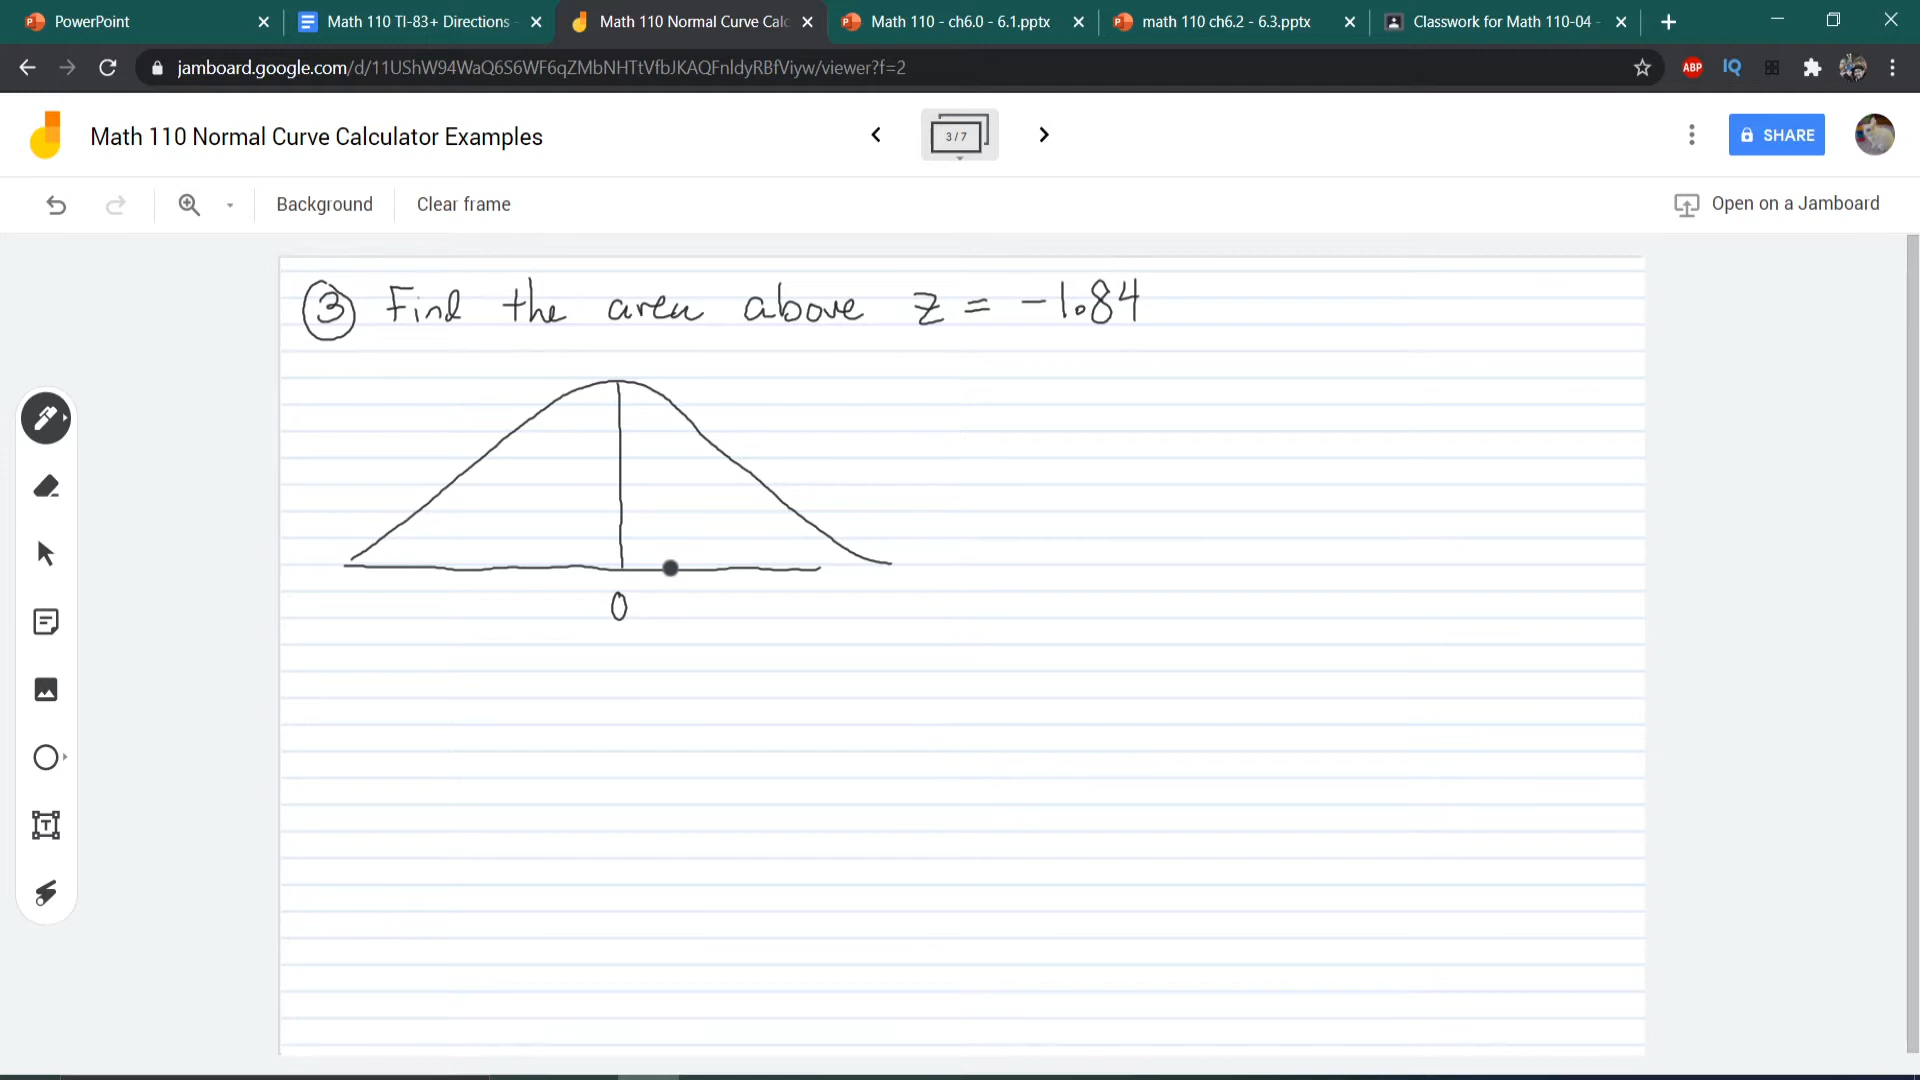 PowerPoint
Math 110 TI-83+ Directions -
Math 110 Normal Curve Calc
Math 110 - ch6.0 - 6.1.pptx
math 110 ch6.2 - 6.3.pptx
Classwork for Math 110-04 -
jamboard.google.com/d/11UShW94WaQ6S6WF6qZMbNHTtVfbJKAQFnldyRBfViyw/viewer?f=2
ABP
IQ
Math 110 Normal Curve Calculator Examples
3 / 7
SHARE
Background
Clear frame
Open on a Jamboard
③ Find the area above z = -1.84
0
T